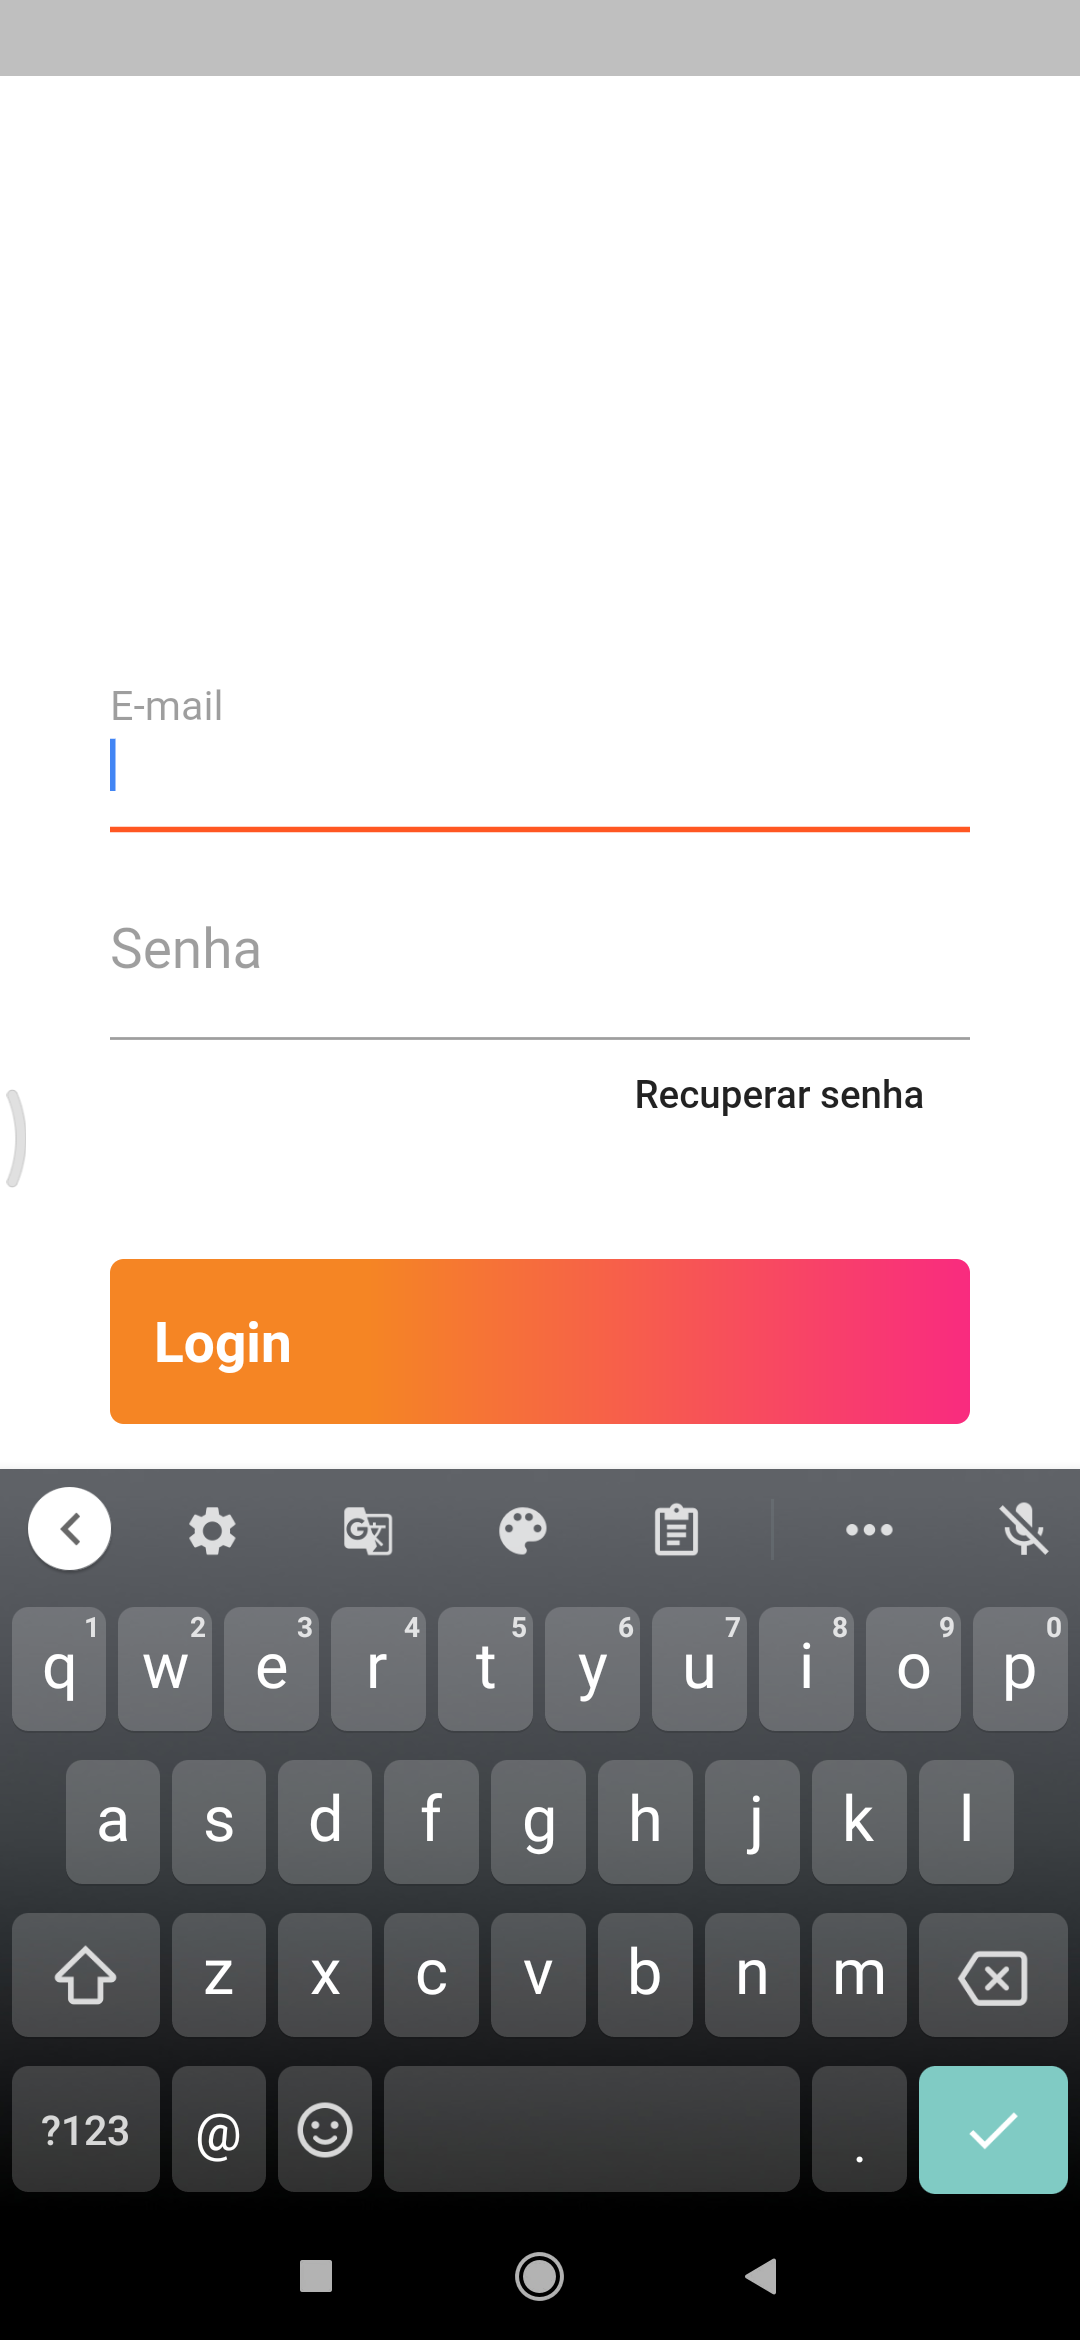 E-mail
Senha
Recuperar senha
Login
1 2 3 4 5 6 7 8 9 0
q w e r t y u i o p
a s d f g h j k l
z x c v b n m
?123 @ .